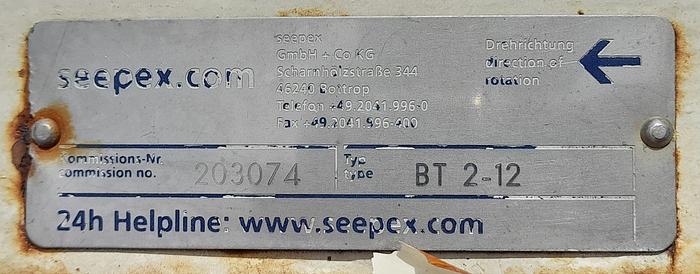 seepex.com
seepex
GmbH + Co KG
Scharnhölzstraße 344
46240 Bottrop
Telefon +49.2041.996-0
Fax +49.2041.996-400
Drehrichtung
direction of
rotation
Kommissions-Nr.
commission no.
203074
Typ
type
BT 2-12
24h Helpline: www.seepex.com